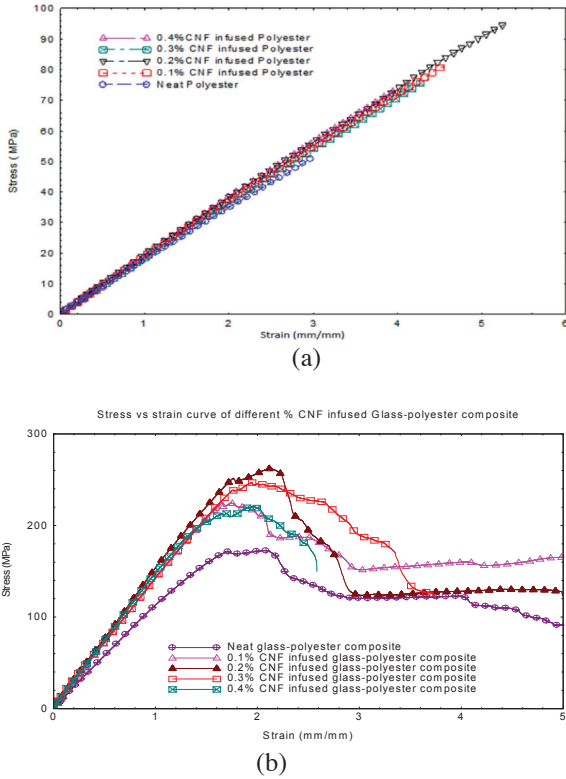 100
90
80
70
60
50
40
30
20
10
0
Stress (MPa)
0.4%CNF infused Polyester
0.3% CNF infused Polyester
0.2%CNF infused Polyester
0.1% CNF infused Polyester
Neat Polyester
0 1 2 3 4 5 6
Strain (mm/mm)
(a)
Stress vs strain curve of different % CNF infused Glass-polyester composite
300
200
100
0
Stress (MPa)
Neat glass-polyester composite
0.1% CNF infused glass-polyester composite
0.2% CNF infused glass-polyester composite
0.3% CNF infused glass-polyester composite
0.4% CNF infused glass-polyester composite
0 1 2 3 4 5
Strain (mm/mm)
(b)